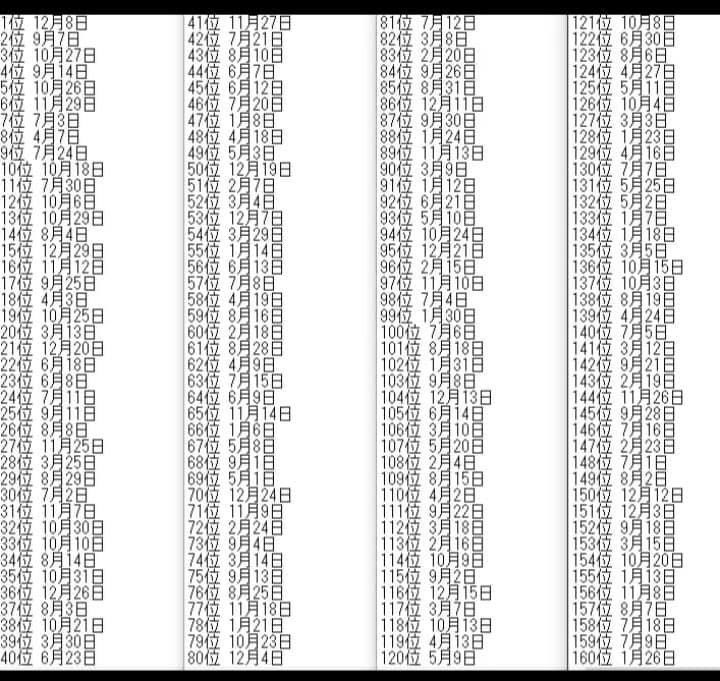 1位 12月8日
2位 9月7日
3位 10月27日
4位 9月14日
5位 10月26日
6位 11月29日
7位 7月3日
8位 4月7日
9位 7月24日
10位 10月18日
11位 7月30日
12位 10月6日
13位 10月29日
14位 8月4日
15位 12月29日
16位 11月12日
17位 9月25日
18位 4月3日
19位 10月25日
20位 3月13日
21位 12月20日
22位 6月18日
23位 6月8日
24位 7月11日
25位 9月11日
26位 8月8日
27位 11月25日
28位 3月25日
29位 8月29日
30位 7月2日
31位 11月7日
32位 10月30日
33位 10月10日
34位 8月14日
35位 10月31日
36位 12月26日
37位 8月3日
38位 10月21日
39位 3月30日
40位 6月23日
41位 11月27日
42位 7月21日
43位 8月10日
44位 6月7日
45位 6月12日
46位 7月20日
47位 1月8日
48位 4月18日
49位 5月3日
50位 12月19日
51位 2月7日
52位 3月4日
53位 12月7日
54位 3月29日
55位 1月14日
56位 6月13日
57位 7月8日
58位 4月19日
59位 8月16日
60位 2月18日
61位 8月28日
62位 4月9日
63位 7月15日
64位 6月9日
65位 11月14日
66位 1月6日
67位 5月8日
68位 9月1日
69位 5月1日
70位 12月24日
71位 11月9日
72位 2月24日
73位 9月4日
74位 3月14日
75位 9月13日
76位 8月25日
77位 11月18日
78位 1月21日
79位 10月23日
80位 12月4日
81位 7月12日
82位 3月8日
83位 2月20日
84位 9月26日
85位 8月31日
86位 12月11日
87位 9月30日
88位 1月24日
89位 11月13日
90位 3月9日
91位 1月12日
92位 6月21日
93位 5月10日
94位 10月24日
95位 12月21日
96位 2月15日
97位 11月10日
98位 7月4日
99位 1月30日
100位 7月6日
101位 8月18日
102位 1月31日
103位 9月8日
104位 12月13日
105位 6月14日
106位 3月10日
107位 5月20日
108位 2月4日
109位 8月15日
110位 4月2日
111位 9月22日
112位 3月18日
113位 2月16日
114位 10月9日
115位 9月2日
116位 12月15日
117位 3月7日
118位 10月13日
119位 4月13日
120位 5月9日
121位 10月8日
122位 6月30日
123位 8月6日
124位 4月27日
125位 5月11日
126位 10月4日
127位 3月3日
128位 1月23日
129位 4月16日
130位 7月7日
131位 5月25日
132位 5月2日
133位 1月7日
134位 1月18日
135位 3月5日
136位 10月15日
137位 10月3日
138位 8月19日
139位 4月24日
140位 7月5日
141位 3月12日
142位 9月21日
143位 2月19日
144位 11月26日
145位 9月28日
146位 7月16日
147位 2月23日
148位 7月1日
149位 8月2日
150位 12月12日
151位 12月3日
152位 9月18日
153位 3月15日
154位 10月20日
155位 1月13日
156位 11月8日
157位 8月7日
158位 7月18日
159位 7月9日
160位 1月26日